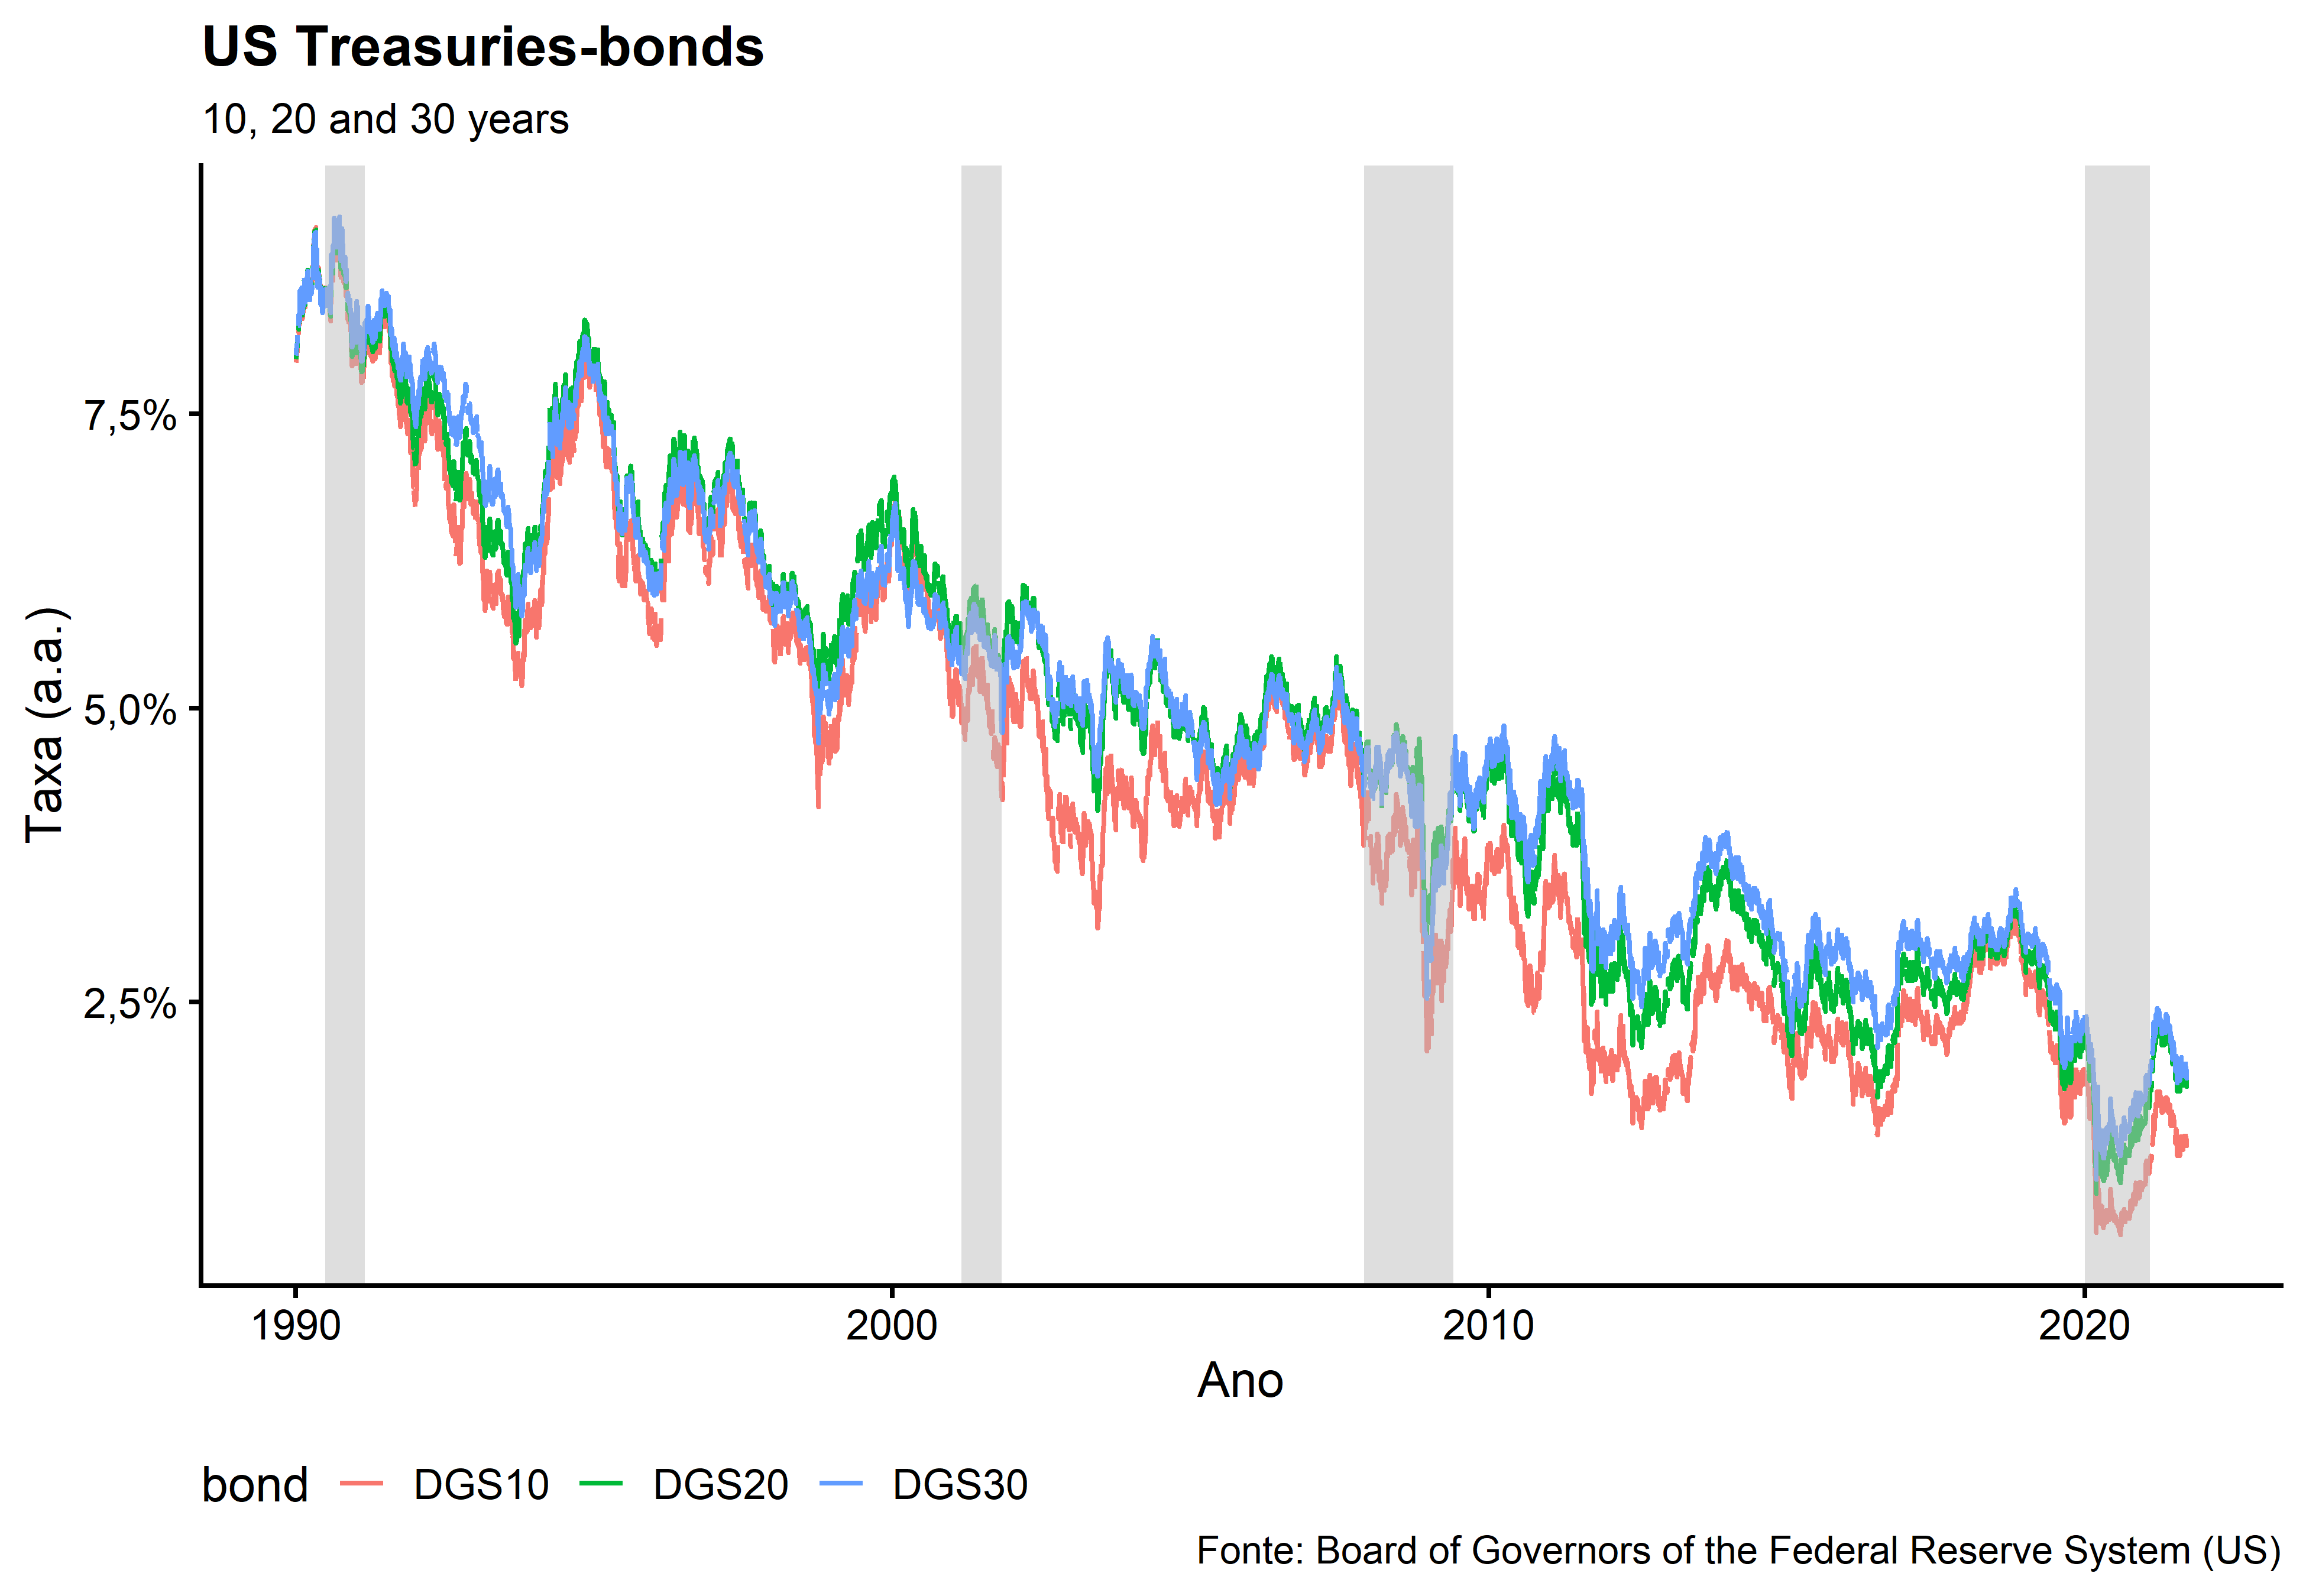 US Treasuries-bonds
10, 20 and 30 years
Taxa (a.a.)
7,5%
5,0%
2,5%
1990 2000 2010 2020
Ano
bond DGS10 DGS20 DGS30
Fonte: Board of Governors of the Federal Reserve System (US)